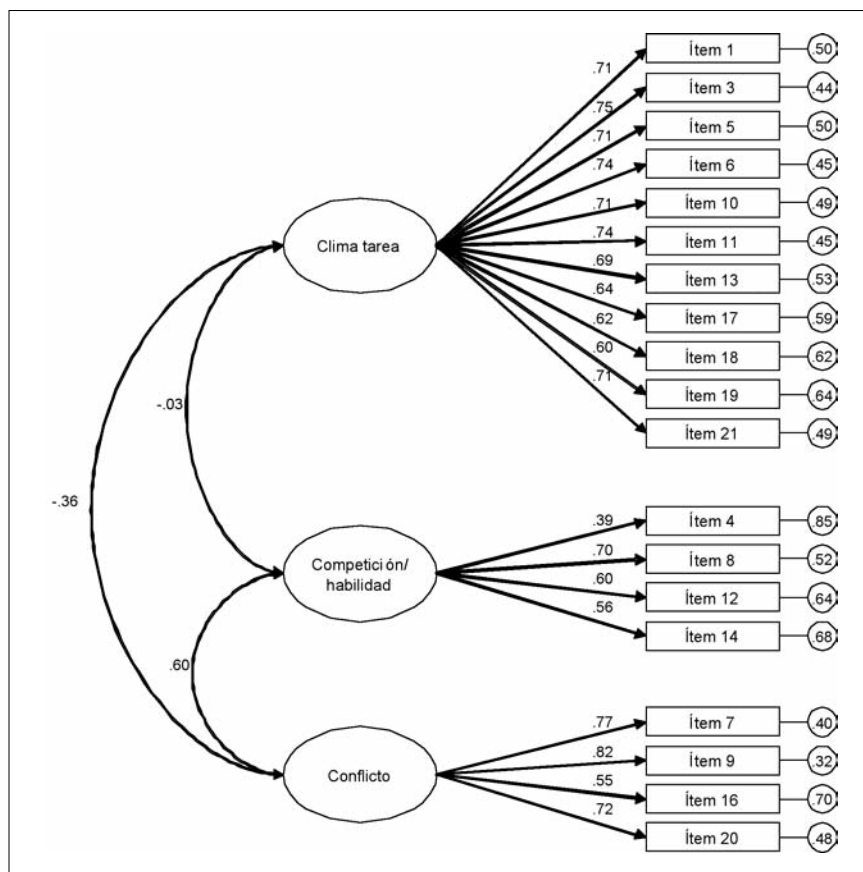 .71
Ítem 1
.50
.75
Ítem 3
.44
.71
Ítem 5
.50
.74
Ítem 6
.45
.71
Ítem 10
.49
.74
Ítem 11
.45
.69
Ítem 13
.53
.64
Ítem 17
.59
.62
Ítem 18
.62
.60
Ítem 19
.64
.71
Ítem 21
.49
Clima tarea
-.03
-.36
.39
Ítem 4
.85
.70
Ítem 8
.52
.60
Ítem 12
.64
.56
Ítem 14
.68
Competición/
habilidad
.60
.77
Ítem 7
.40
.82
Ítem 9
.32
.55
Ítem 16
.70
.72
Ítem 20
.48
Conflicto